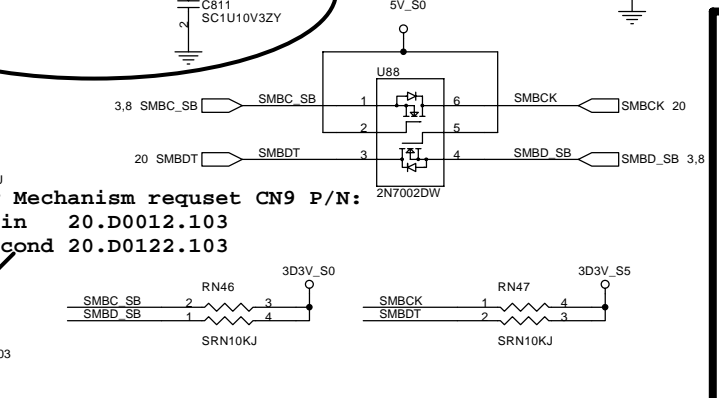 C811
2
SC1U10V3ZY
5V_S0
U88
3,8 SMBC_SB SMBC_SB 1 6 SMBCK SMBCK 20
2 5
20 SMBDT SMBDT 3 4 SMBD_SB SMBD_SB 3,8
2N7002DW
Mechanism requset CN9 P/N:
in 20.D0012.103
cond 20.D0122.103
3D3V_S0 3D3V_S5
RN46 RN47
SMBC_SB 2 3 SMBCK 1 4
SMBD_SB 1 4 SMBDT 2 3
SRN10KJ SRN10KJ
03